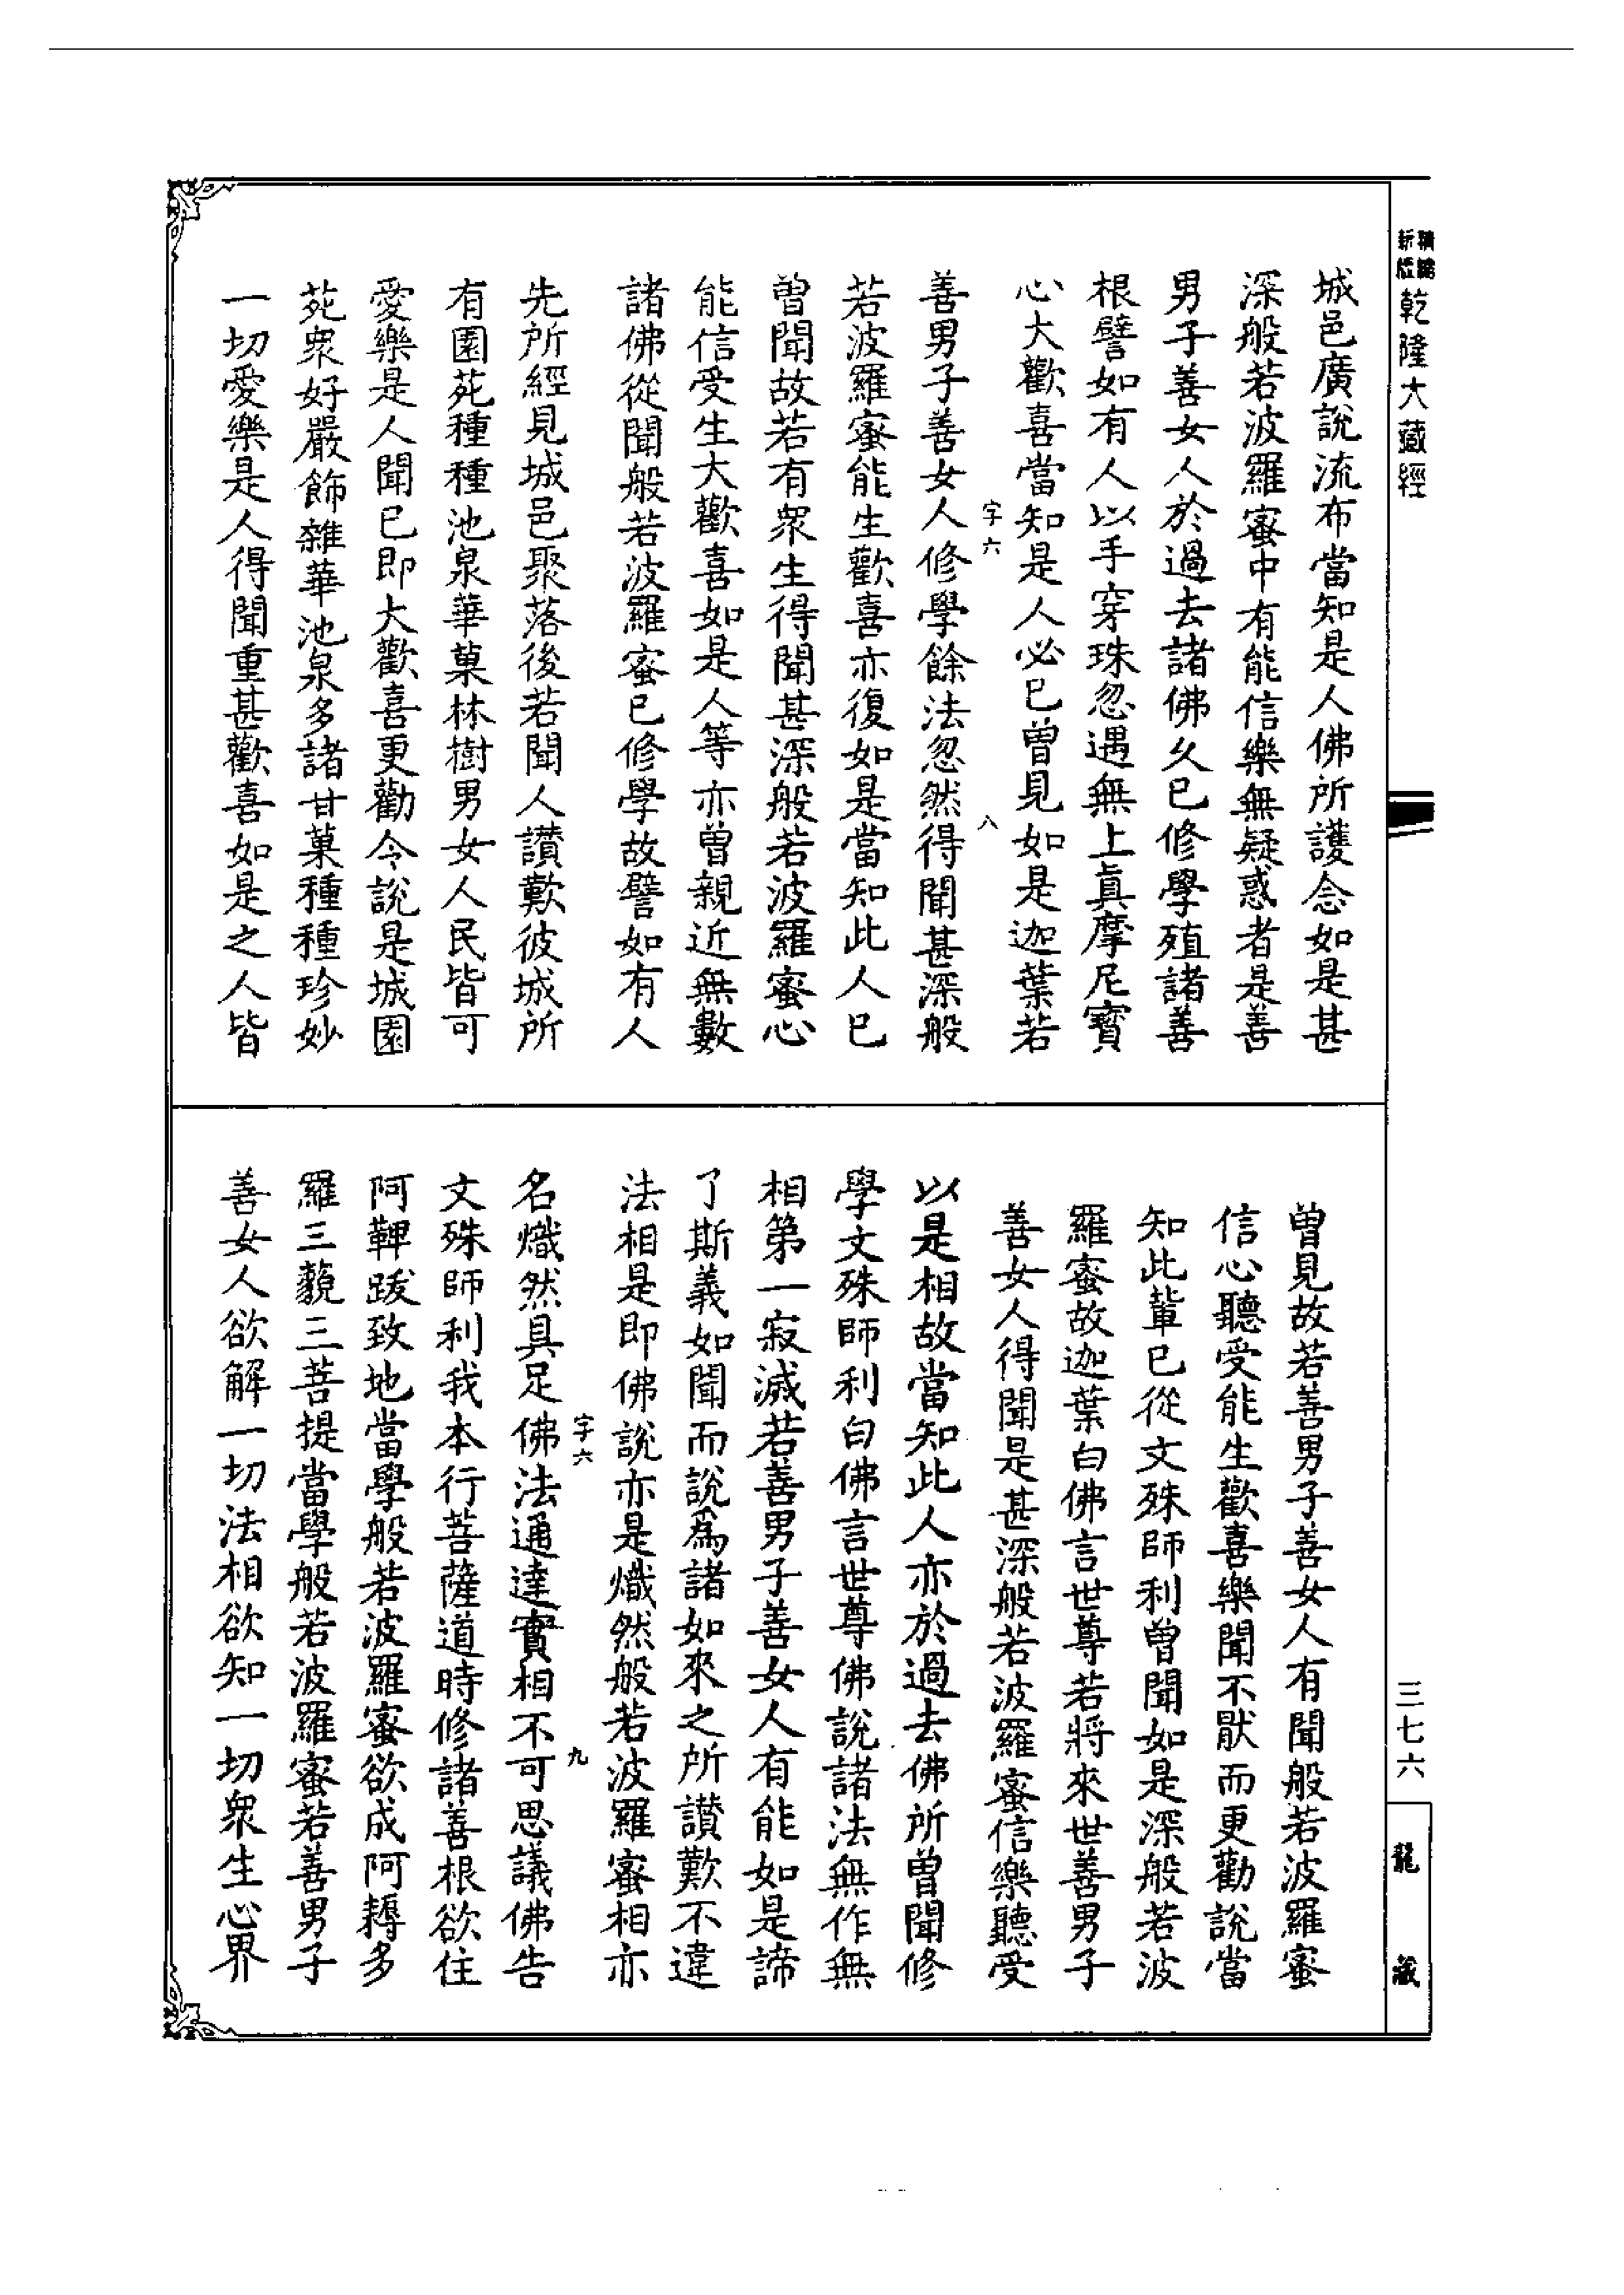 新編縮版乾隆大藏經
城邑廣說流布當知是人佛所護念如是甚
深般若波羅蜜中有能信樂無疑惑者是善
男子善女人於過去諸佛久已修學殖諸善
根譬如有人以手穿珠忽遇無上真摩尼寶
心大歡喜當知是人必已曾見如是迦葉若
字六
八
善男子善女人修學餘法忽然得聞甚深般
若波羅蜜能生歡喜亦復如是當知此人已
曾聞故若有眾生得聞甚深般若波羅蜜心
能信受生大歡喜如是人等亦曾親近無數
諸佛從聞般若波羅蜜已修學故譬如有人
先所經見城邑聚落後若聞人讚歎彼城所
有園苑種種池泉華菓林樹男女人民皆可
愛樂是人聞已即大歡喜更勸令說是城園
苑衆好嚴飾雜華池泉多諸甘菓種種珍妙
一切愛樂是人得聞重甚歡喜如是之人皆
曾見故若善男子善女人有聞般若波羅蜜
信心聽受能生歡喜樂聞不猒而更勸說當
知此輩已從文殊師利曾聞如是深般若波
羅蜜故迦葉白佛言世尊若將來世善男子
善女人得聞是甚深般若波羅蜜信樂聽受
以是相故當知此人亦於過去佛所曾聞修
學文殊師利白佛言世尊佛說諸法無作無
相第一寂滅若善男子善女人有能如是諦
了斯義如聞而說為諸如來之所讚歎不違
法相是即佛說亦是熾然般若波羅蜜相亦
字六
九
名熾然具足佛法通達實相不可思議佛告
文殊師利我本行菩薩道時修諸善根欲住
阿鞞跋致地當學般若波羅蜜欲成阿耨多
羅三藐三菩提當學般若波羅蜜若善男子
善女人欲解一切法相欲知一切衆生心界
三七六
龍藏